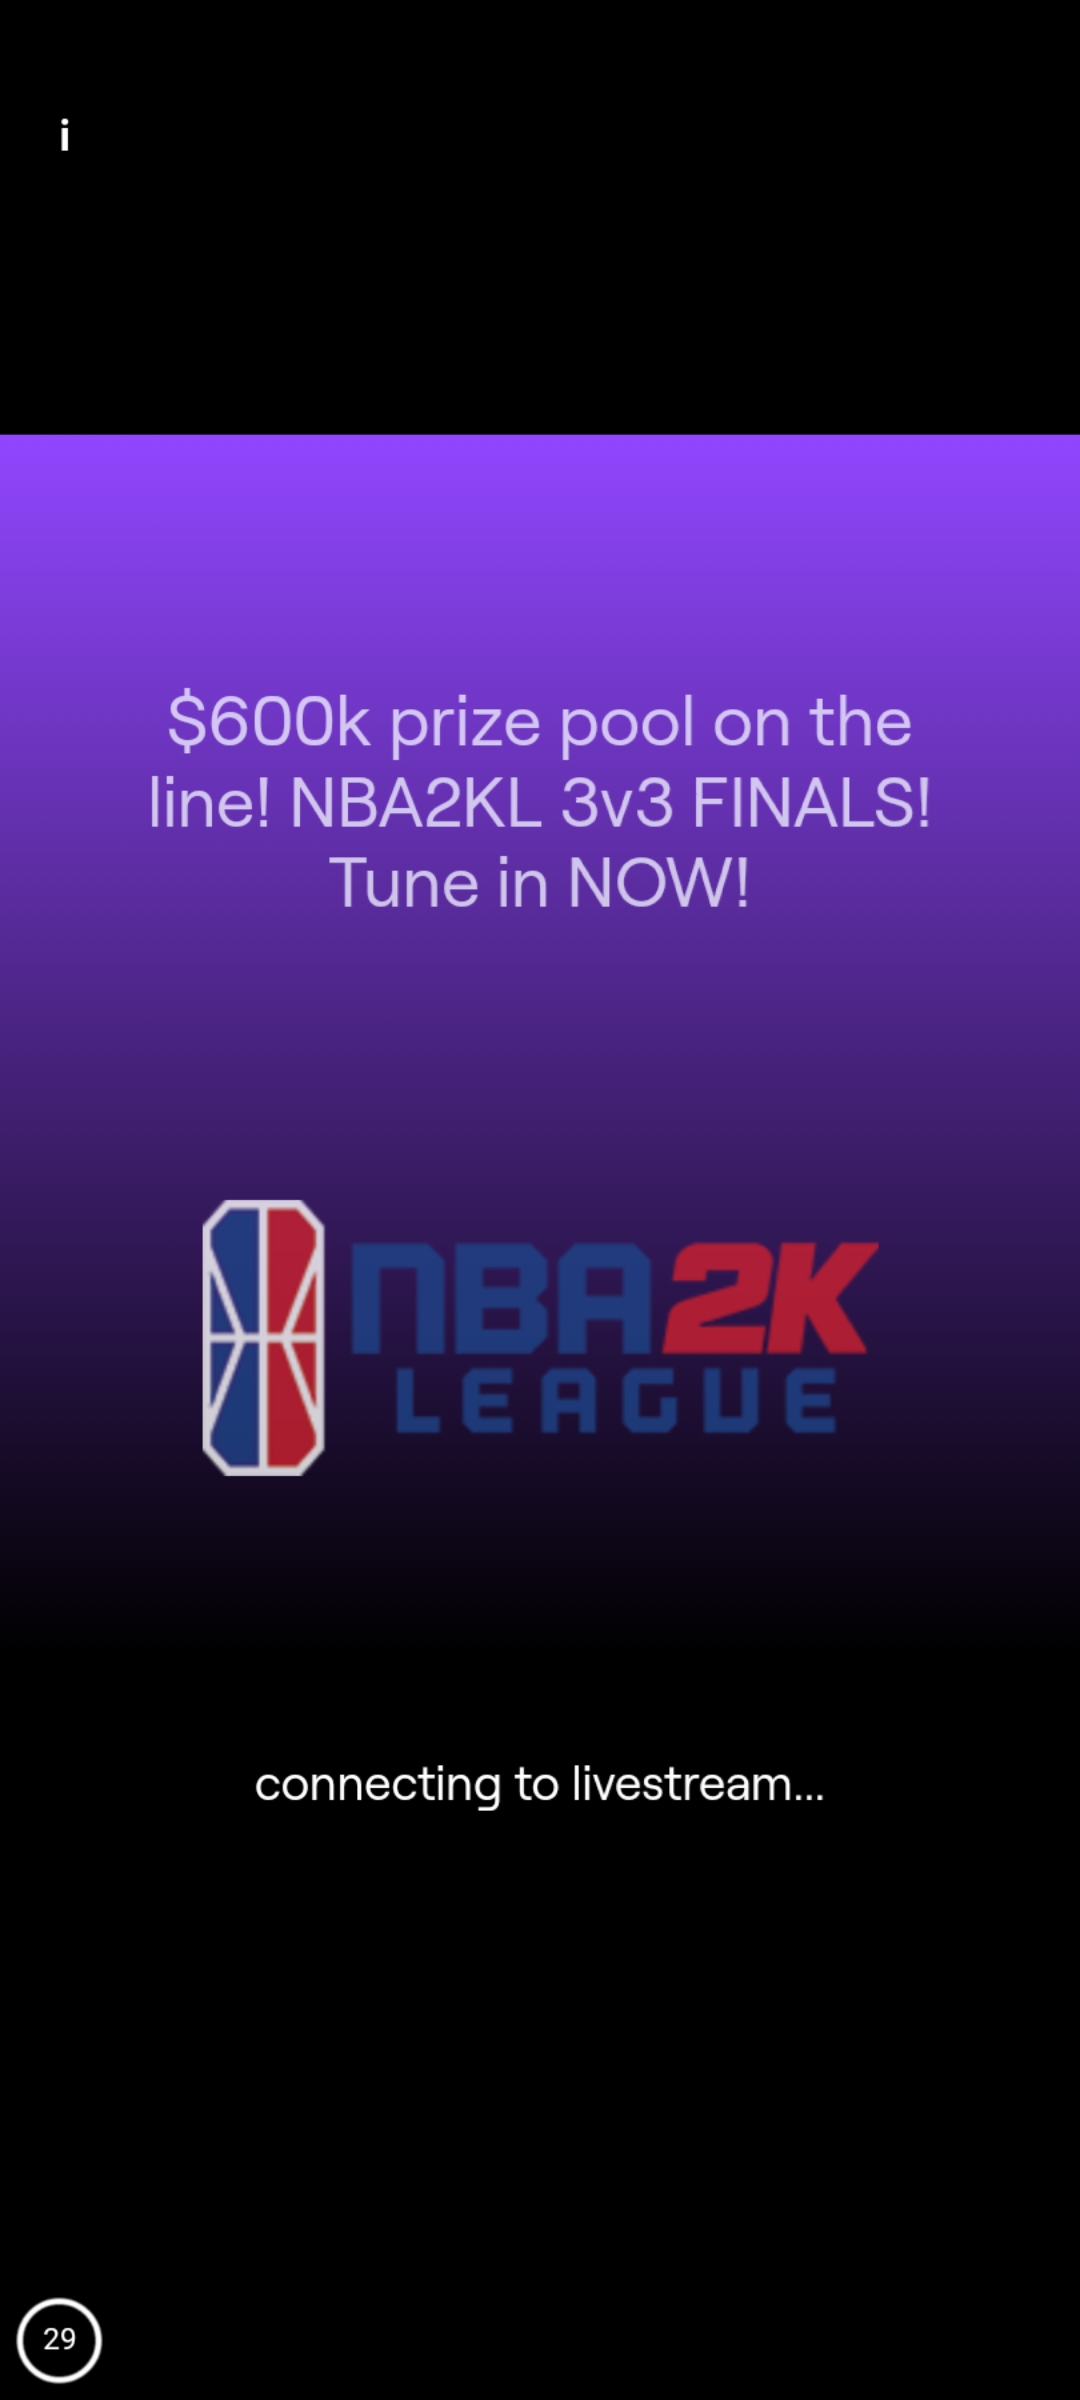 i
$600k prize pool on the
line! NBA2KL 3v3 FINALS!
Tune in NOW!
NBA2K
LEAGUE
connecting to livestream...
29